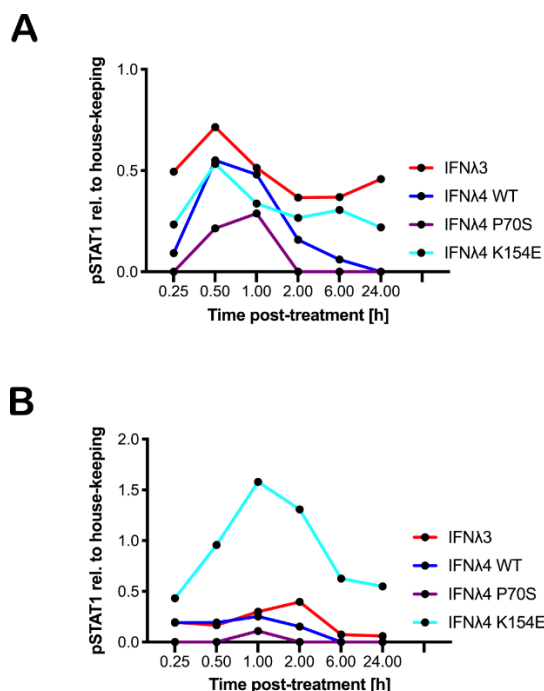 A
pSTAT1 rel. to house-keeping
1.0
0.5
0.0
0.25 0.50 1.00 2.00 6.00 24.00
Time post-treatment [h]
IFNλ3
IFNλ4 WT
IFNλ4 P70S
IFNλ4 K154E
B
pSTAT1 rel. to house-keeping
2.0
1.5
1.0
0.5
0.0
0.25 0.50 1.00 2.00 6.00 24.00
Time post-treatment [h]
IFNλ3
IFNλ4 WT
IFNλ4 P70S
IFNλ4 K154E